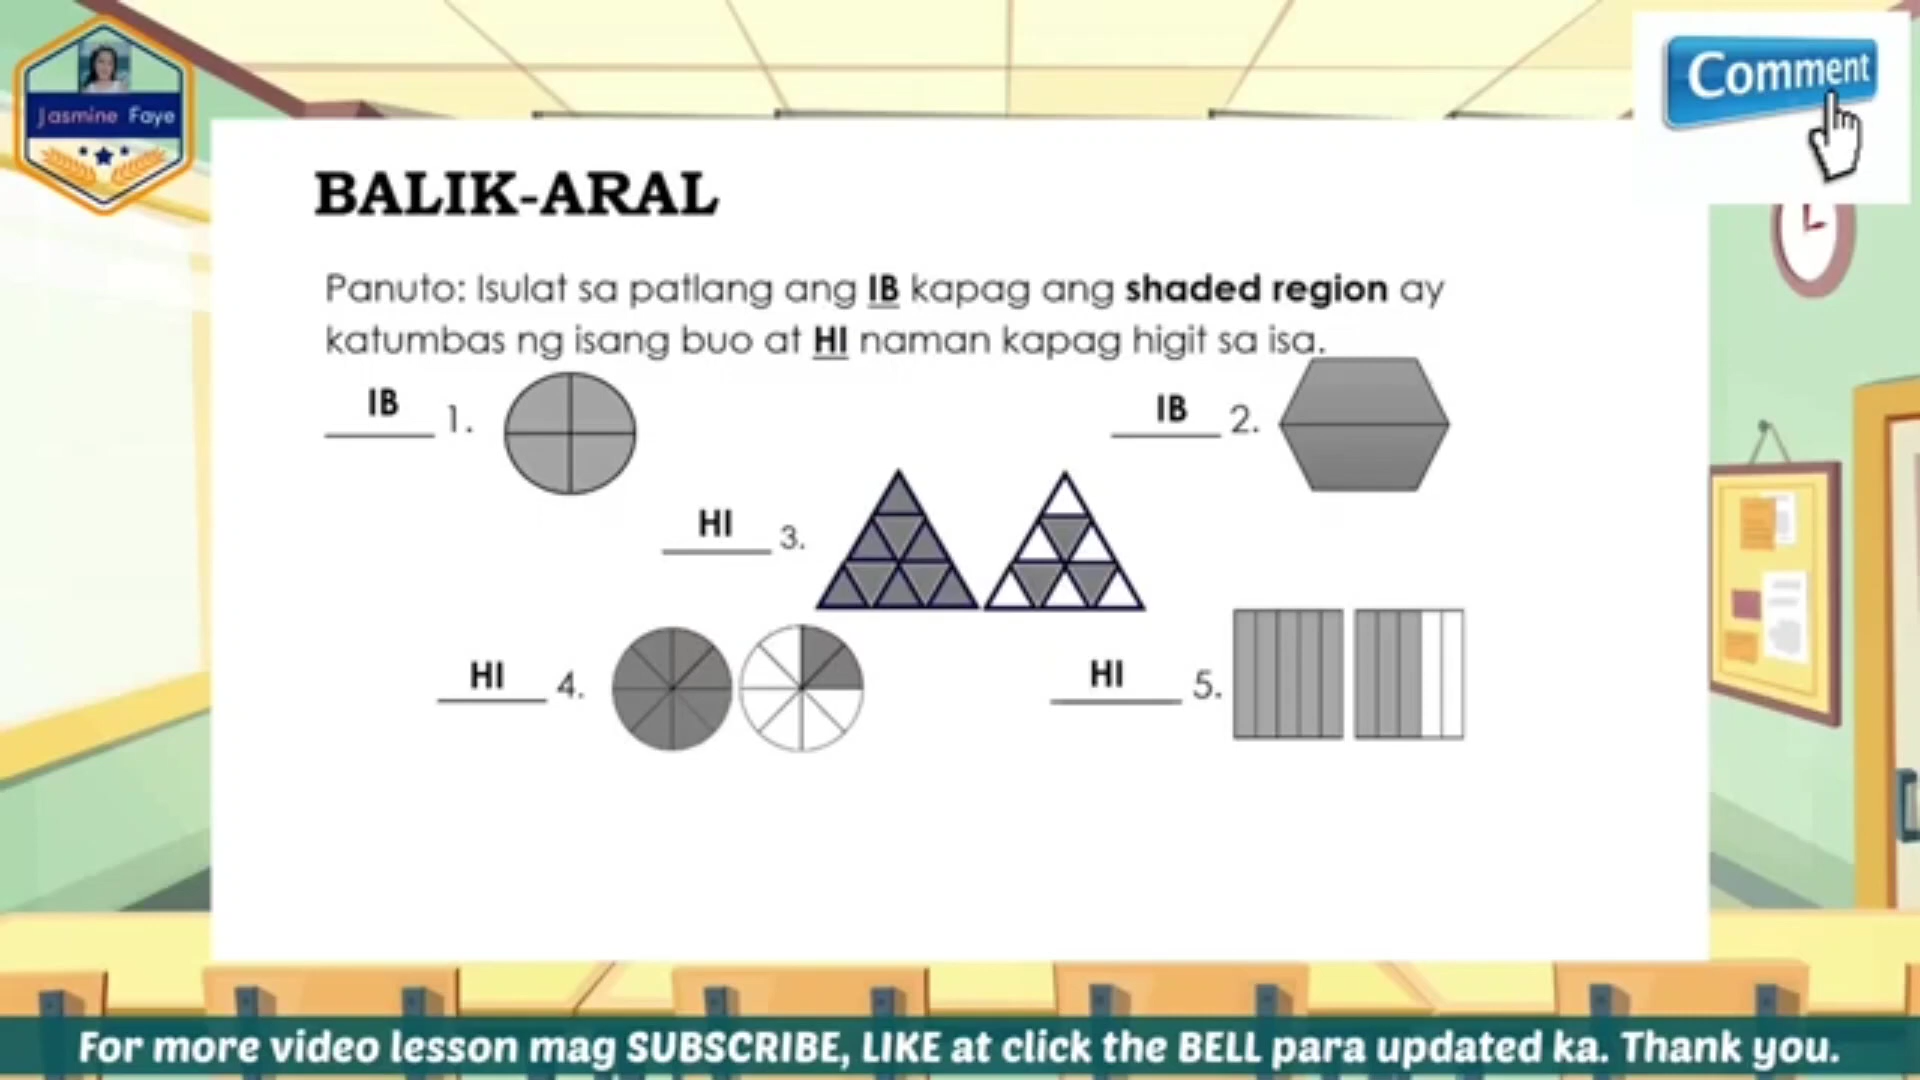 Jasmine Faye
Comment
BALIK-ARAL
Panuto: Isulat sa patlang ang IB kapag ang shaded region ay
katumbas ng isang buo at HI naman kapag higit sa isa.
IB 1.
IB 2.
HI 3.
HI 4.
HI 5.
For more video lesson mag SUBSCRIBE, LIKE at click the BELL para updated ka. Thank you.